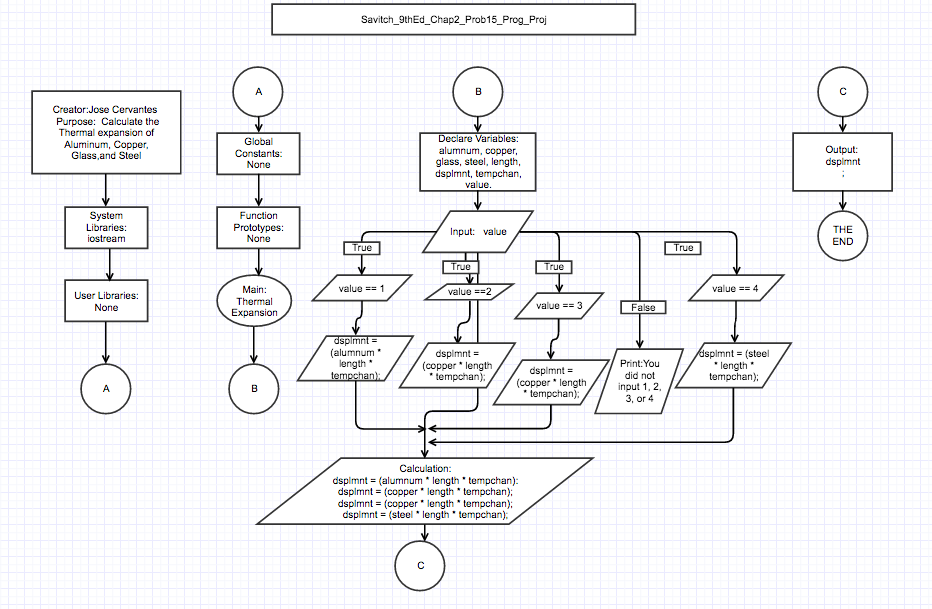 Savitch_9thEd_Chap2_Prob15_Prog_Proj
Creator:Jose Cervantes
Purpose: Calculate the
Thermal expansion of
Aluminum, Copper,
Glass,and Steel
System
Libraries:
iostream
User Libraries:
None
A
A
Global
Constants:
None
Function
Prototypes:
None
Main:
Thermal
Expansion
B
B
Declare Variables:
alumnum, copper,
glass, steel, length,
dsplmnt, tempchan,
value.
Input: value
True
value == 1
dsplmnt =
(alumnum *
length *
tempchan);
True
value ==2
dsplmnt =
(copper * length
* tempchan);
True
value == 3
dsplmnt =
(copper * length
* tempchan);
False
Print:You
did not
input 1, 2,
3, or 4
True
value == 4
dsplmnt = (steel
* length *
tempchan);
Calculation:
dsplmnt = (alumnum * length * tempchan):
dsplmnt = (copper * length * tempchan);
dsplmnt = (copper * length * tempchan);
dsplmnt = (steel * length * tempchan);
C
C
Output:
dsplmnt
;
THE
END